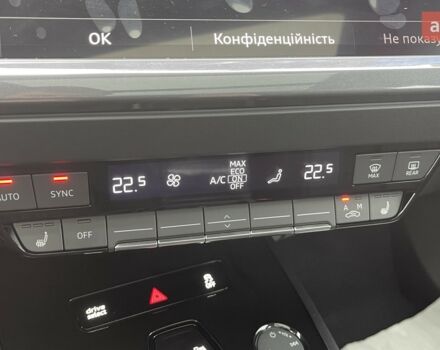 OK
Конфіденційність
Не показу
AUTO
SYNC
22.5
A/C
MAX
ECO
ON
OFF
22.5
MAX
REAR
OFF
A M
drive select
OFF